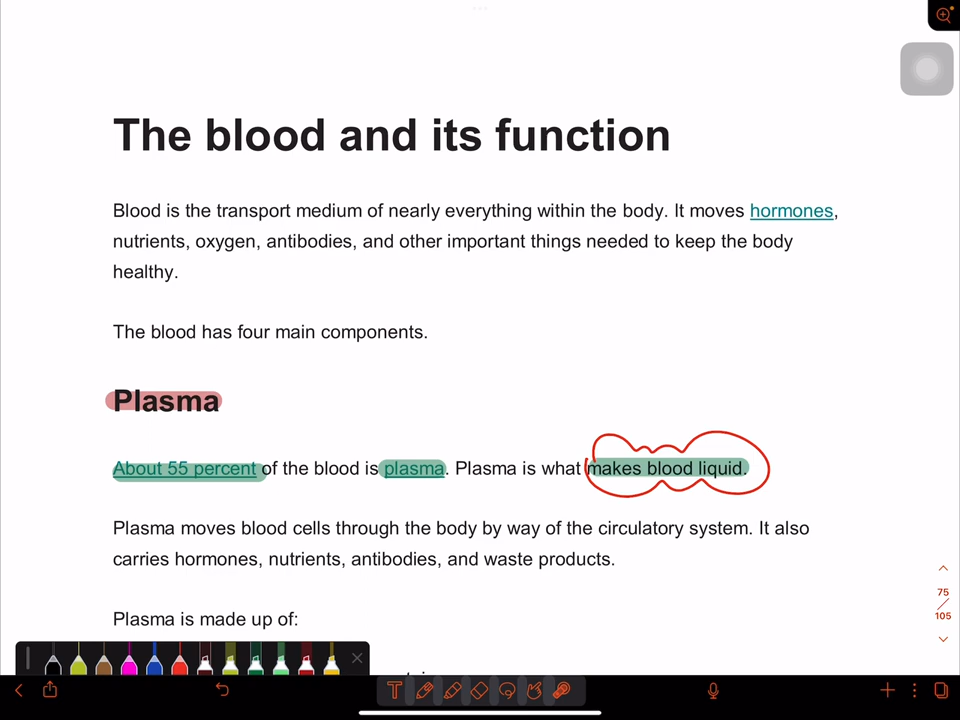 The blood and its function
Blood is the transport medium of nearly everything within the body. It moves hormones,
nutrients, oxygen, antibodies, and other important things needed to keep the body
healthy.
The blood has four main components.
Plasma
About 55 percent of the blood is plasma. Plasma is what makes blood liquid.
Plasma moves blood cells through the body by way of the circulatory system. It also
carries hormones, nutrients, antibodies, and waste products.
Plasma is made up of:
75
105